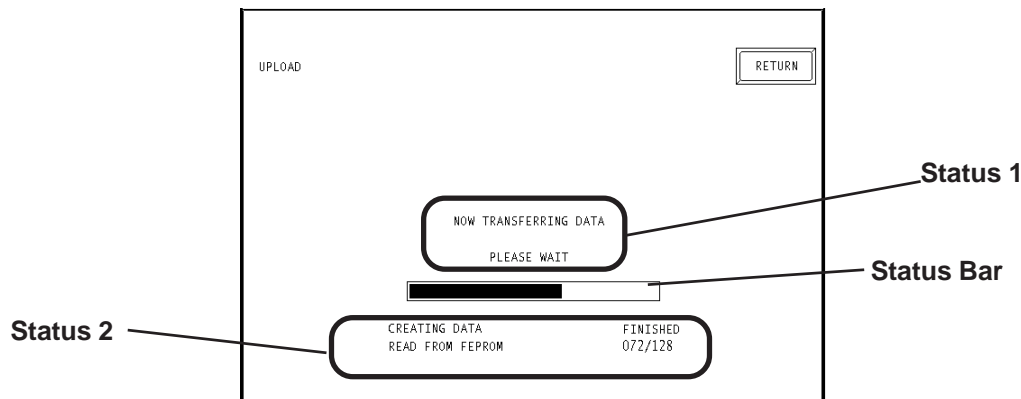 UPLOAD
RETURN
Status 1
NOW TRANSFERRING DATA
PLEASE WAIT
Status Bar
Status 2
CREATING DATA FINISHED
READ FROM FEPROM 072/128